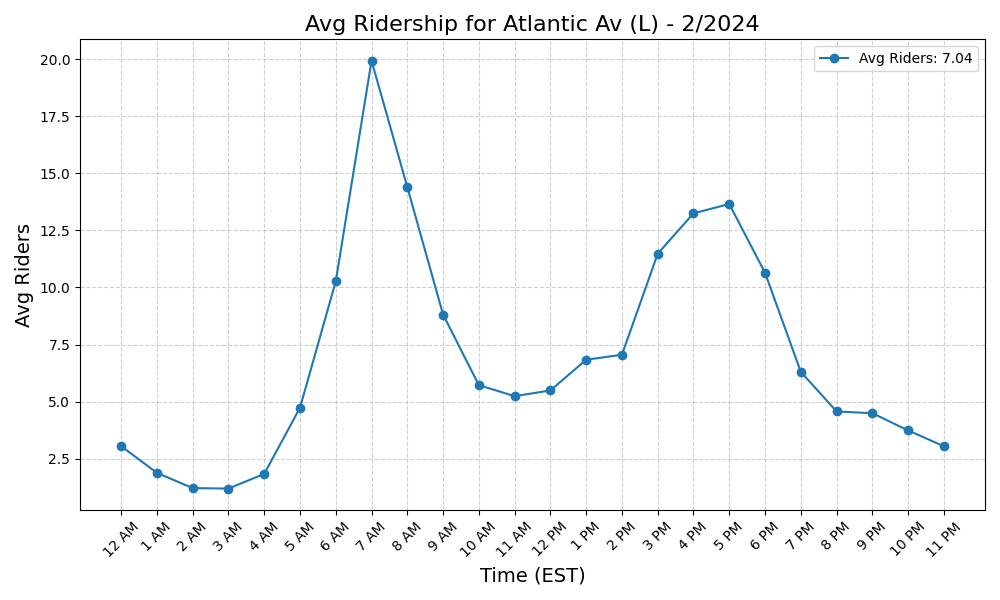 Avg Ridership for Atlantic Av (L) - 2/2024
Avg Riders: 7.04
20.0
17.5
15.0
12.5
10.0
7.5
5.0
2.5
Avg Riders
12 AM
1 AM
2 AM
3 AM
4 AM
5 AM
6 AM
7 AM
8 AM
9 AM
10 AM
11 AM
12 PM
1 PM
2 PM
3 PM
4 PM
5 PM
6 PM
7 PM
8 PM
9 PM
10 PM
11 PM
Time (EST)